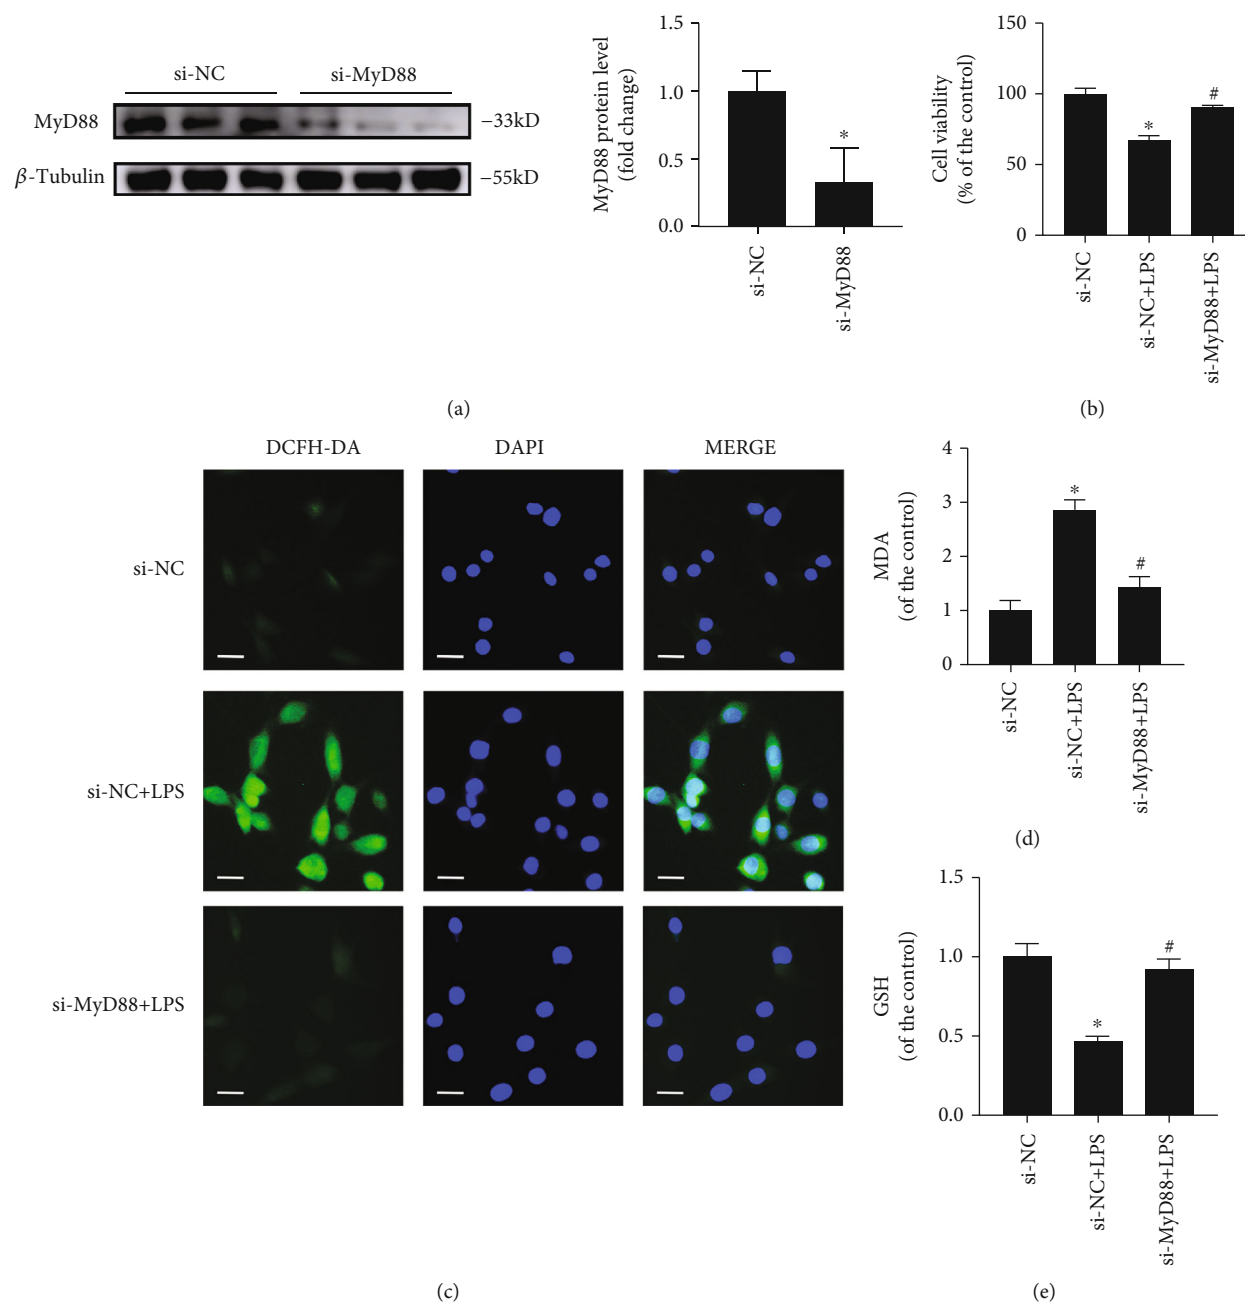 si-NC si-MyD88
MyD88
−33kD
β-Tubulin
−55kD
MyD88 protein level
(fold change)
1.5
1.0
0.5
0.0
*
si-NC
si-MyD88
(a)
Cell viability
(% of the control)
150
100
50
0
*
#
si-NC
si-NC+LPS
si-MyD88+LPS
(b)
DCFH-DA DAPI MERGE
si-NC
si-NC+LPS
si-MyD88+LPS
(c)
MDA
(of the control)
4
3
2
1
0
*
#
si-NC
si-NC+LPS
si-MyD88+LPS
(d)
GSH
(of the control)
1.5
1.0
0.5
0.0
*
#
si-NC
si-NC+LPS
si-MyD88+LPS
(e)